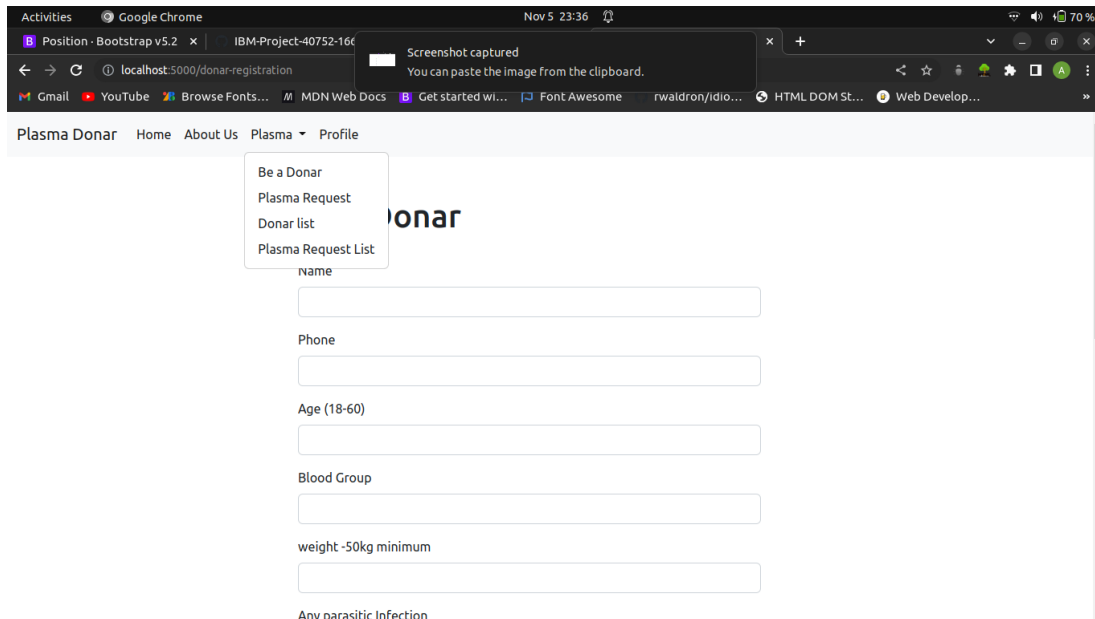 Activities Google Chrome Nov 5 23:36 70 %
Position · Bootstrap v5.2 IBM-Project-40752-166
Screenshot captured
You can paste the image from the clipboard.
localhost:5000/donar-registration A
Gmail YouTube Browse Fonts... MDN Web Docs Get started wi... Font Awesome rwaldron/idio... HTML DOM St... Web Develop... »
Plasma Donar Home About Us Plasma Profile
Be a Donar
Plasma Request
Donar list
Plasma Request List
onar
Name
Phone
Age (18-60)
Blood Group
weight -50kg minimum
Any parasitic Infection